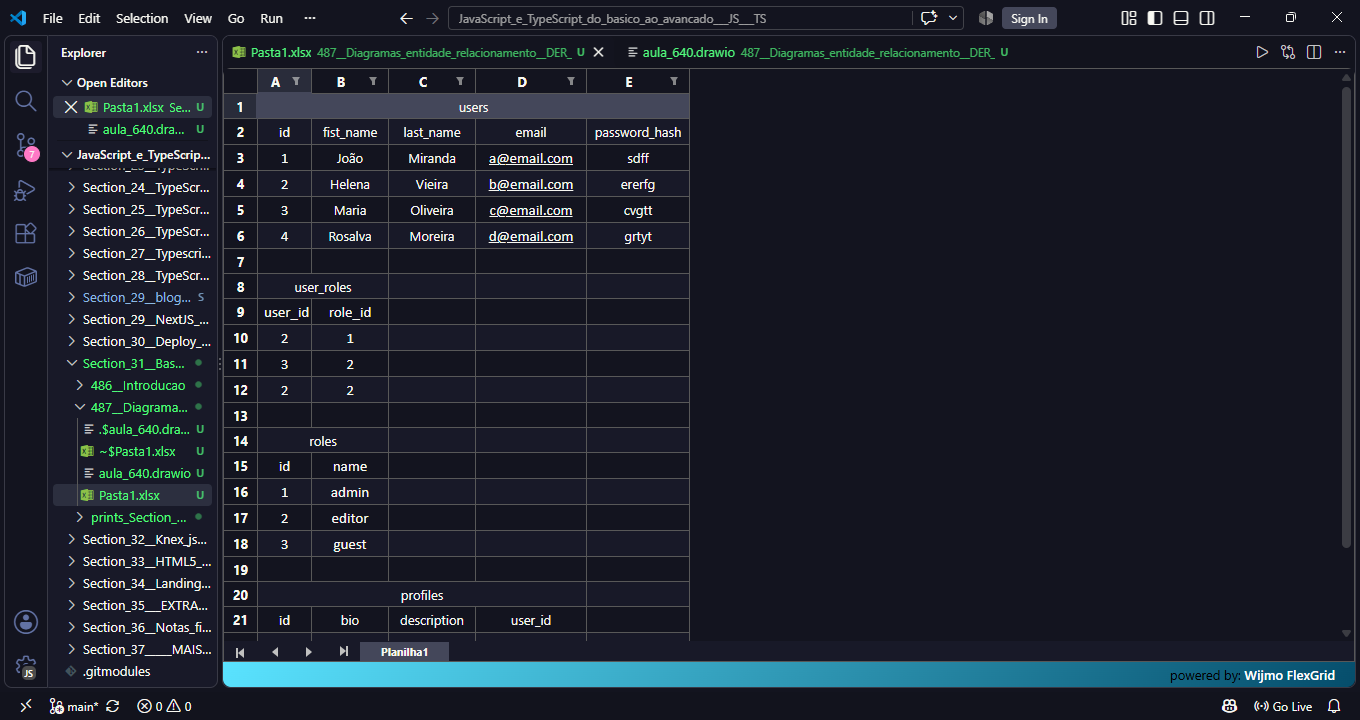 File Edit Selection View Go Run ··· JavaScript_e_TypeScript_do_basico_ao_avancado___JS___TS Sign In
Explorer ···
Open Editors
Pasta1.xlsx Se... U
aula_640.dra... U
JavaScript_e_TypeScrip...
Section_24__TypeScr...
Section_25__TypeScr...
Section_26__TypeScr...
Section_27__Typescri...
Section_28__TypeScr...
Section_29__blog... S
Section_29__NextJS_...
Section_30__Deploy_...
Section_31__Bas...
486__Introducao
487__Diagrama...
.$aula_640.dra... U
~$Pasta1.xlsx U
aula_640.drawio U
Pasta1.xlsx U
prints_Section_...
Section_32__Knex_js...
Section_33__HTML5_...
Section_34__Landing...
Section_35___EXTRA...
Section_36__Notas_fi...
Section_37_____MAIS...
.gitmodules
7
JS
Pasta1.xlsx 487__Diagramas_entidade_relacionamento__DER_ U
aula_640.drawio 487__Diagramas_entidade_relacionamento__DER_ U
A B C D E
1 users
2 id fist_name last_name email password_hash
3 1 João Miranda a@email.com sdff
4 2 Helena Vieira b@email.com ererfg
5 3 Maria Oliveira c@email.com cvgtt
6 4 Rosalva Moreira d@email.com grtyt
7
8 user_roles
9 user_id role_id
10 2 1
11 3 2
12 2 2
13
14 roles
15 id name
16 1 admin
17 2 editor
18 3 guest
19
20 profiles
21 id bio description user_id
Planilha1
powered by: Wijmo FlexGrid
main* 0 0 Go Live